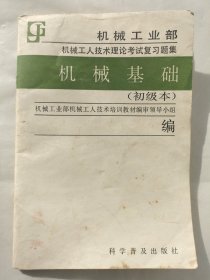 机械工业部
机械工人技术理论考试复习题集
机械基础
（初级本）
机械工业部机械工人技术培训教材编审领导小组
编
科学普及出版社